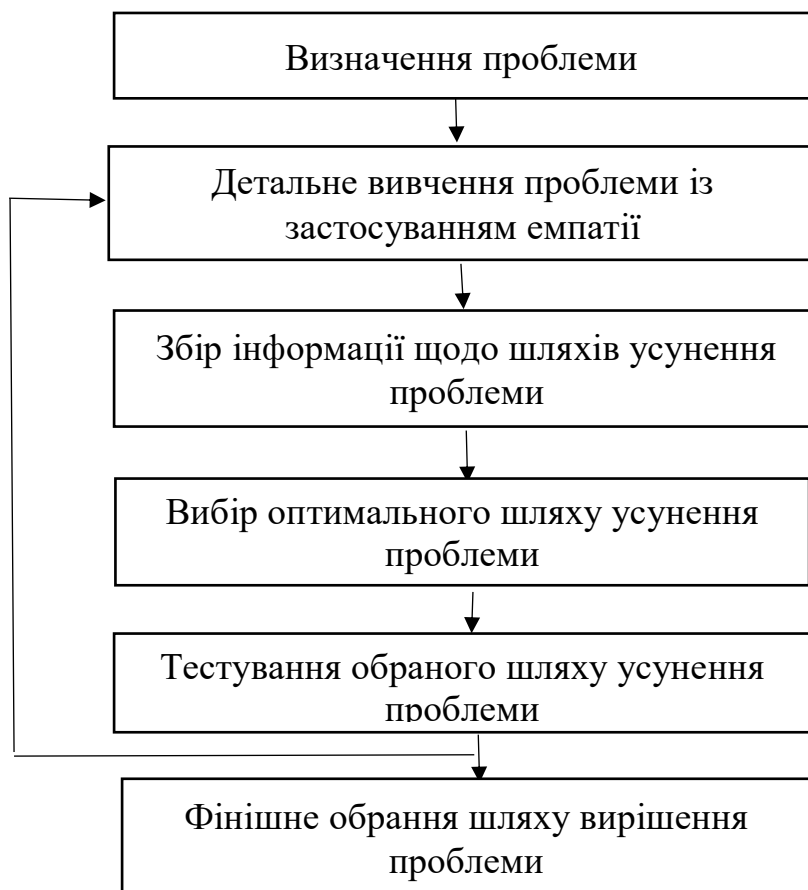 Визначення проблеми
Детальне вивчення проблеми із
застосуванням емпатії
Збір інформації щодо шляхів усунення
проблеми
Вибір оптимального шляху усунення
проблеми
Тестування обраного шляху усунення
проблеми
Фінішне обрання шляху вирішення
проблеми